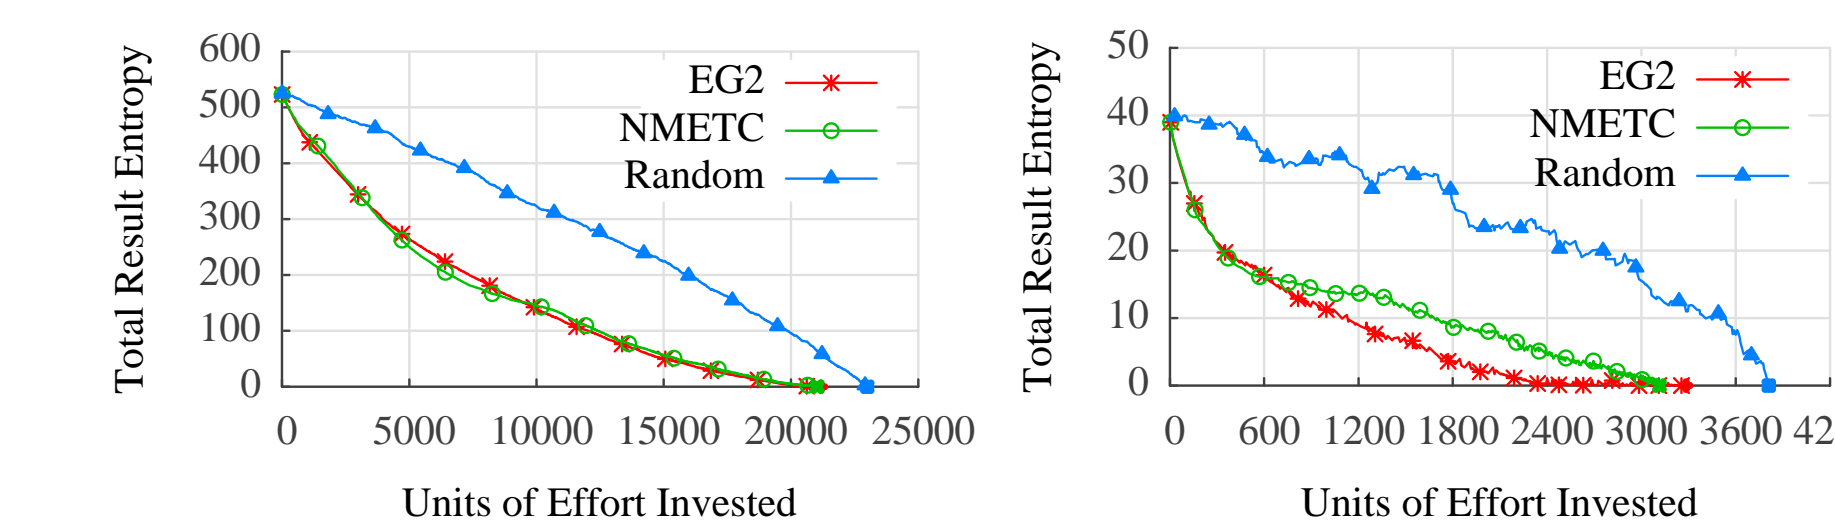 Total Result Entropy
600
500
400
300
200
100
0
EG2
NMETC
Random
0 5000 10000 15000 20000 25000
Units of Effort Invested
Total Result Entropy
50
40
30
20
10
0
EG2
NMETC
Random
0 600 1200 1800 2400 3000 3600 42
Units of Effort Invested